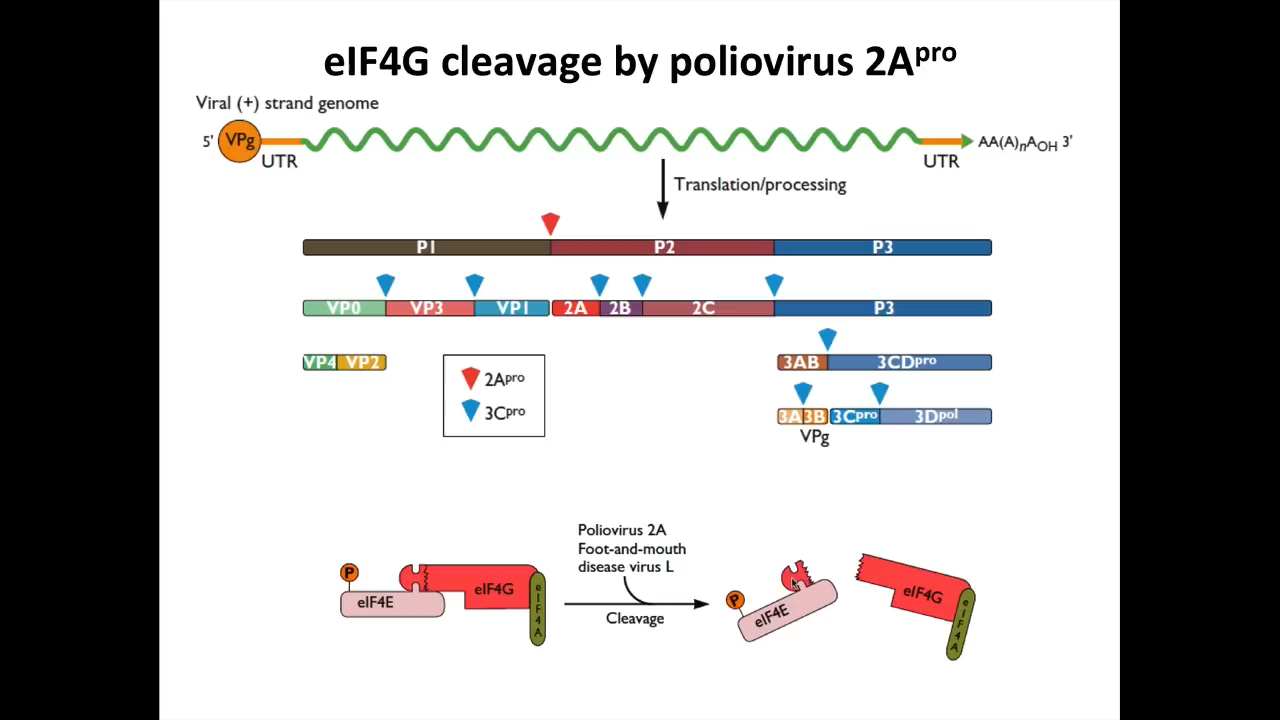 eIF4G cleavage by poliovirus 2Apro
Viral (+) strand genome
5' VPg UTR UTR AA(A)nAOH 3'
Translation/processing
P1 P2 P3
VP0 VP3 VP1 2A 2B 2C P3
VP4 VP2 3AB 3CDpro
2Apro
3Cpro
3A 3B 3Cpro 3Dpol
VPg
Poliovirus 2A
Foot-and-mouth
disease virus L
Cleavage
P eIF4E eIF4G eIF4A
P eIF4E eIF4G eIF4A